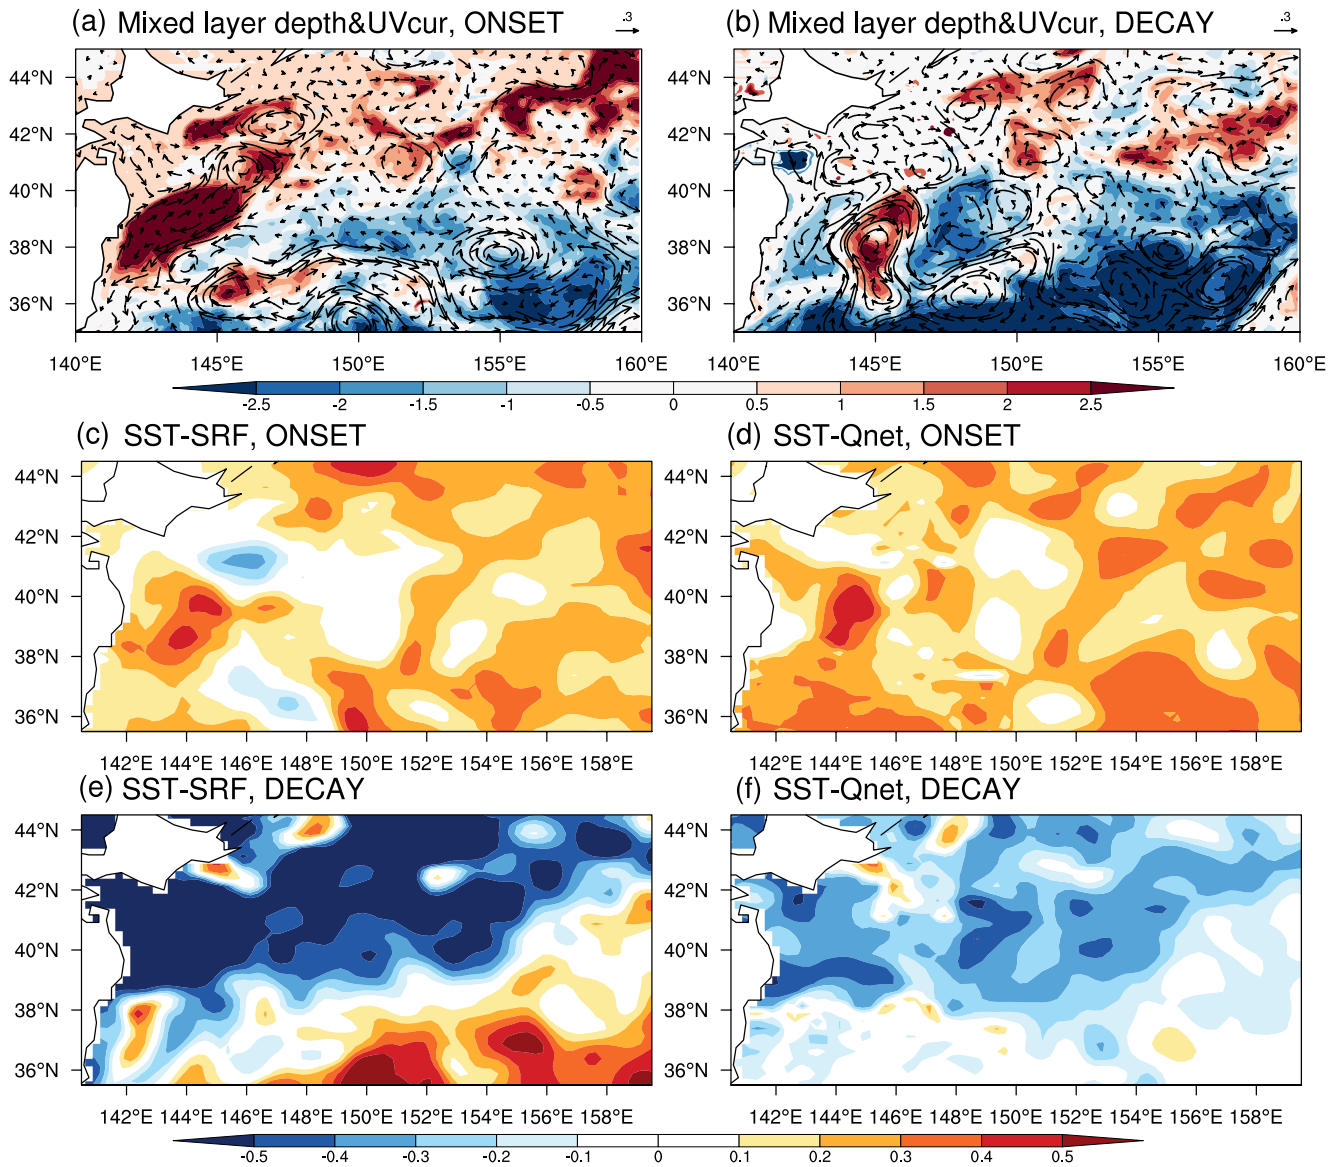 (a) Mixed layer depth&UVcur, ONSET .3
(b) Mixed layer depth&UVcur, DECAY .3
44°N
42°N
40°N
38°N
36°N
140°E 145°E 150°E 155°E 160°E
44°N
42°N
40°N
38°N
36°N
140°E 145°E 150°E 155°E 160°E
-2.5 -2 -1.5 -1 -0.5 0 0.5 1 1.5 2 2.5
(c) SST-SRF, ONSET
44°N
42°N
40°N
38°N
36°N
142°E 144°E 146°E 148°E 150°E 152°E 154°E 156°E 158°E
(d) SST-Qnet, ONSET
44°N
42°N
40°N
38°N
36°N
142°E 144°E 146°E 148°E 150°E 152°E 154°E 156°E 158°E
(e) SST-SRF, DECAY
44°N
42°N
40°N
38°N
36°N
142°E 144°E 146°E 148°E 150°E 152°E 154°E 156°E 158°E
(f) SST-Qnet, DECAY
44°N
42°N
40°N
38°N
36°N
142°E 144°E 146°E 148°E 150°E 152°E 154°E 156°E 158°E
-0.5 -0.4 -0.3 -0.2 -0.1 0 0.1 0.2 0.3 0.4 0.5